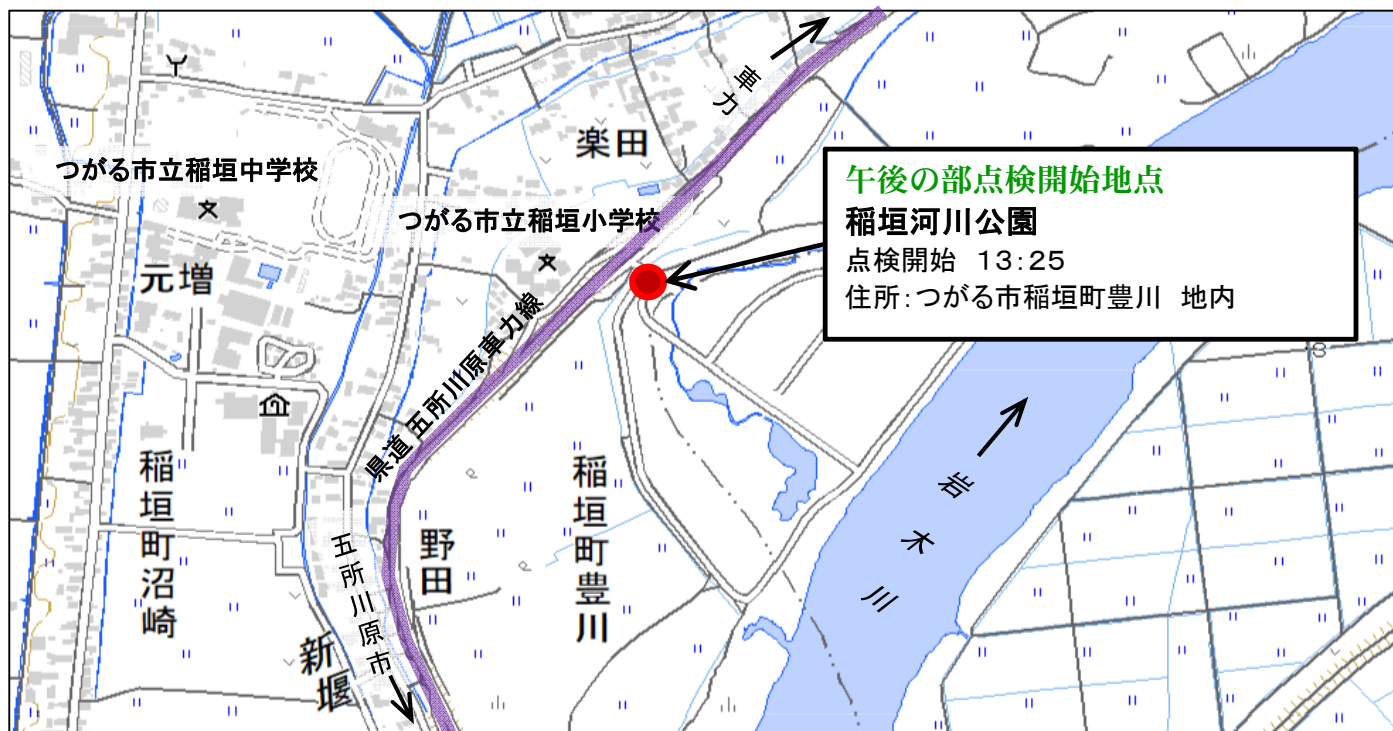 車力
楽田
つがる市立稲垣中学校
つがる市立稲垣小学校
午後の部点検開始地点
稲垣河川公園
点検開始 13:25
住所:つがる市稲垣町豊川 地内
元増
県道 五所川原車力線
稲垣町沼崎
五所川原市
野田
稲垣町豊川
岩木川
新堰